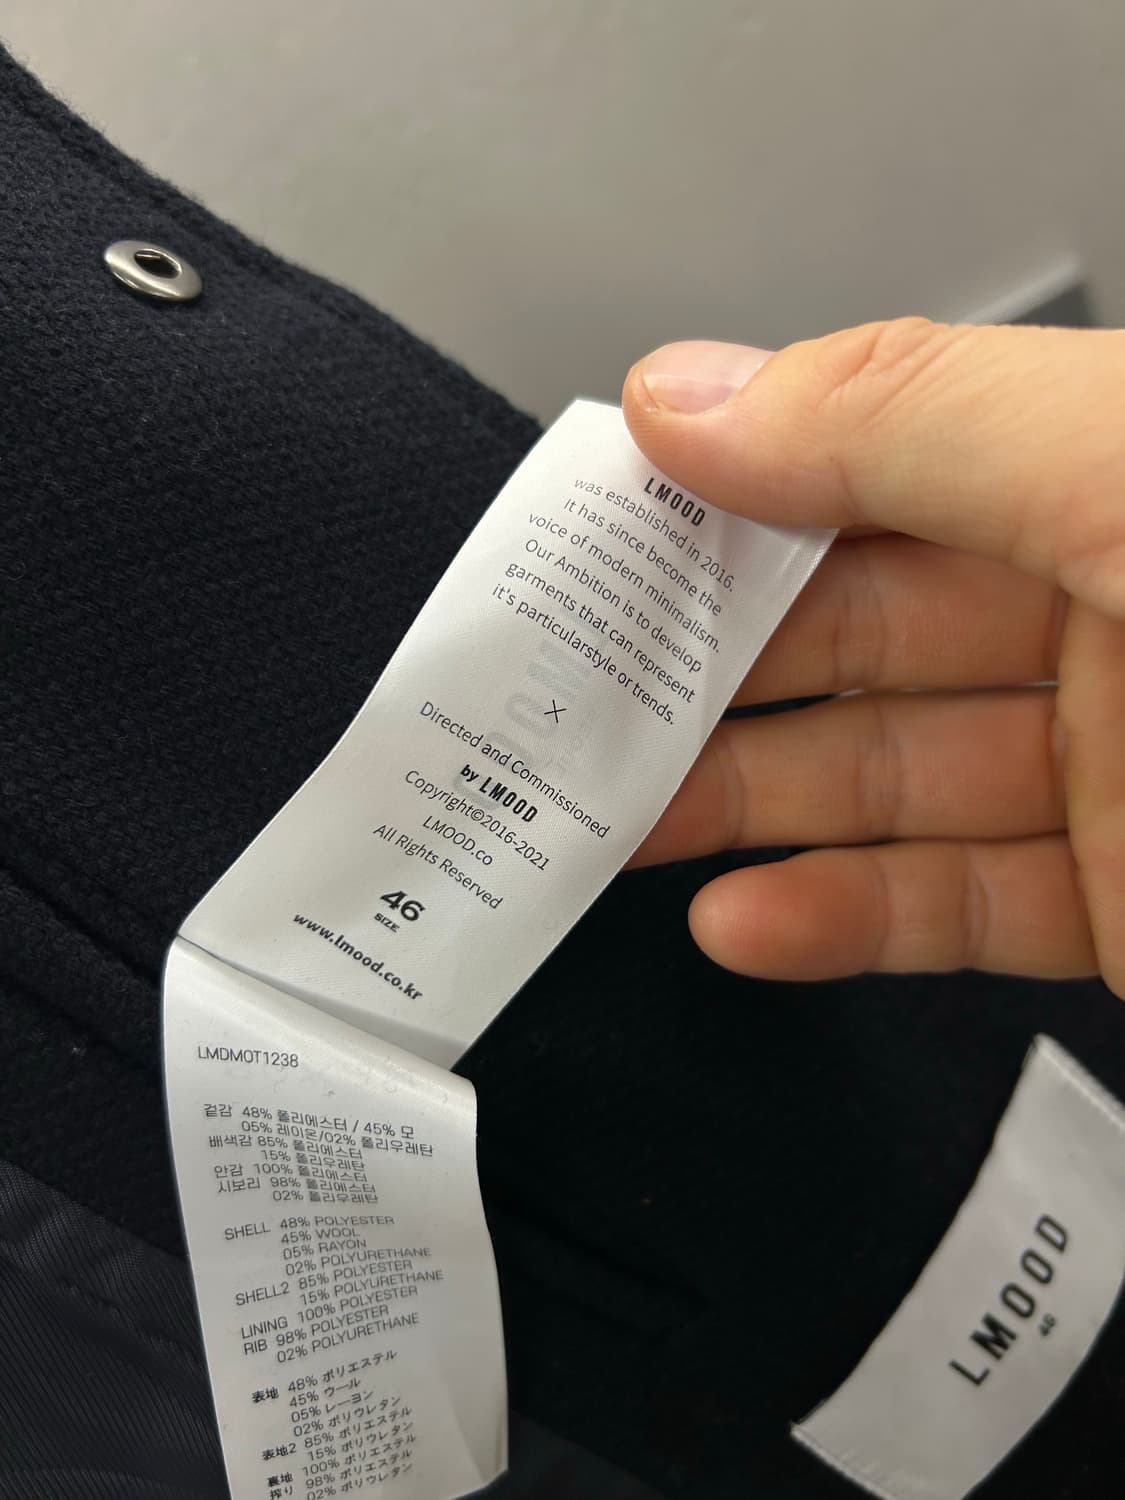 LMOOD
was established in 2016.
It has since become the
voice of modern minimalism.
Our Ambition is to develop
garments that can represent
it's particularstyle or trends.
Directed and Commissioned
by LMOOD
Copyright©2016-2021
LMOOD.co
All Rights Reserved
46
SIZE
www.lmood.co.kr
LMDMOT1238
겉감 48% 폴리에스터 / 45% 모
05% 레이온/02% 폴리우레탄
배색감 85% 폴리에스터
15% 폴리우레탄
안감 100% 폴리에스터
시보리 98% 폴리에스터
02% 폴리우레탄
SHELL 48% POLYESTER
45% WOOL
05% RAYON
02% POLYURETHANE
SHELL2 85% POLYESTER
15% POLYURETHANE
LINING 100% POLYESTER
RIB 98% POLYESTER
02% POLYURETHANE
表地 48% ポリエステル
45% ウール
05% レーヨン
02% ポリウレタン
表地2 85% ポリエステル
15% ポリウレタン
裏地 100% ポリエステル
搾り 98% ポリエステル
02% ポリウレタン
LMOOD
46